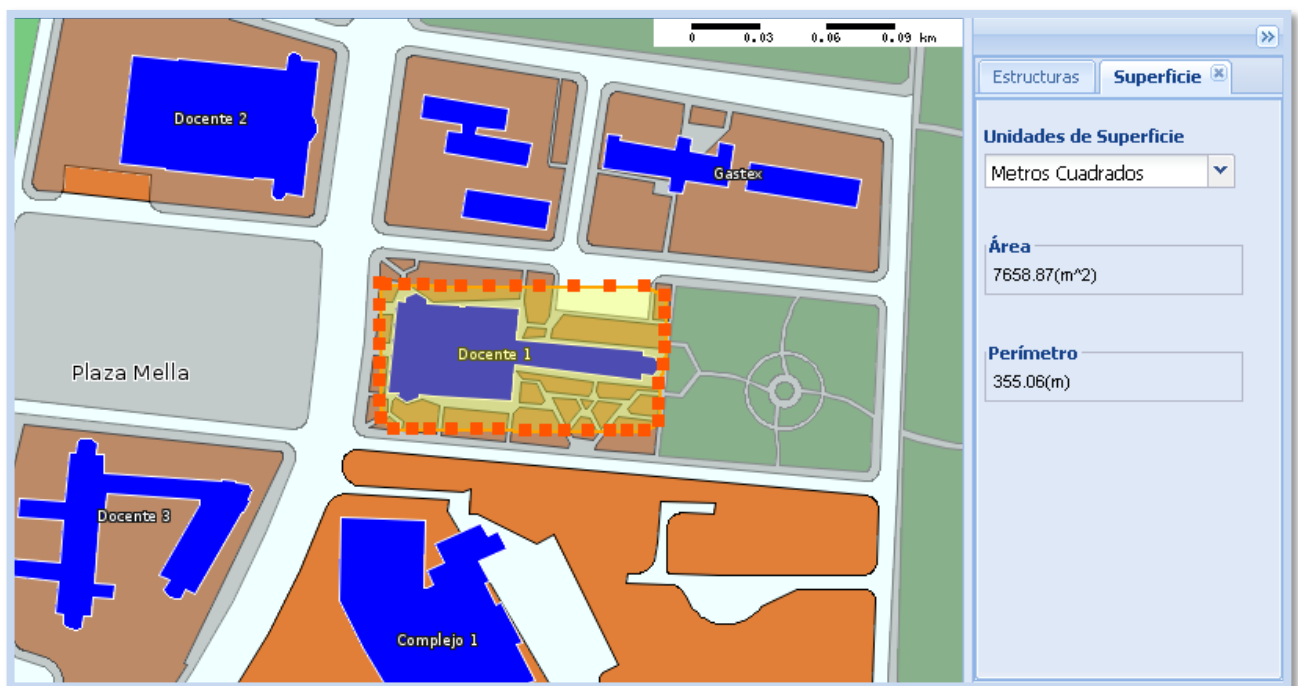 0 0.03 0.06 0.09 km
Estructuras Superficie
Docente 2
Gastex
Unidades de Superficie
Metros Cuadrados
Área
7658.87(m^2)
Docente 1
Plaza Mella
Perímetro
355.06(m)
Docente 3
Complejo 1